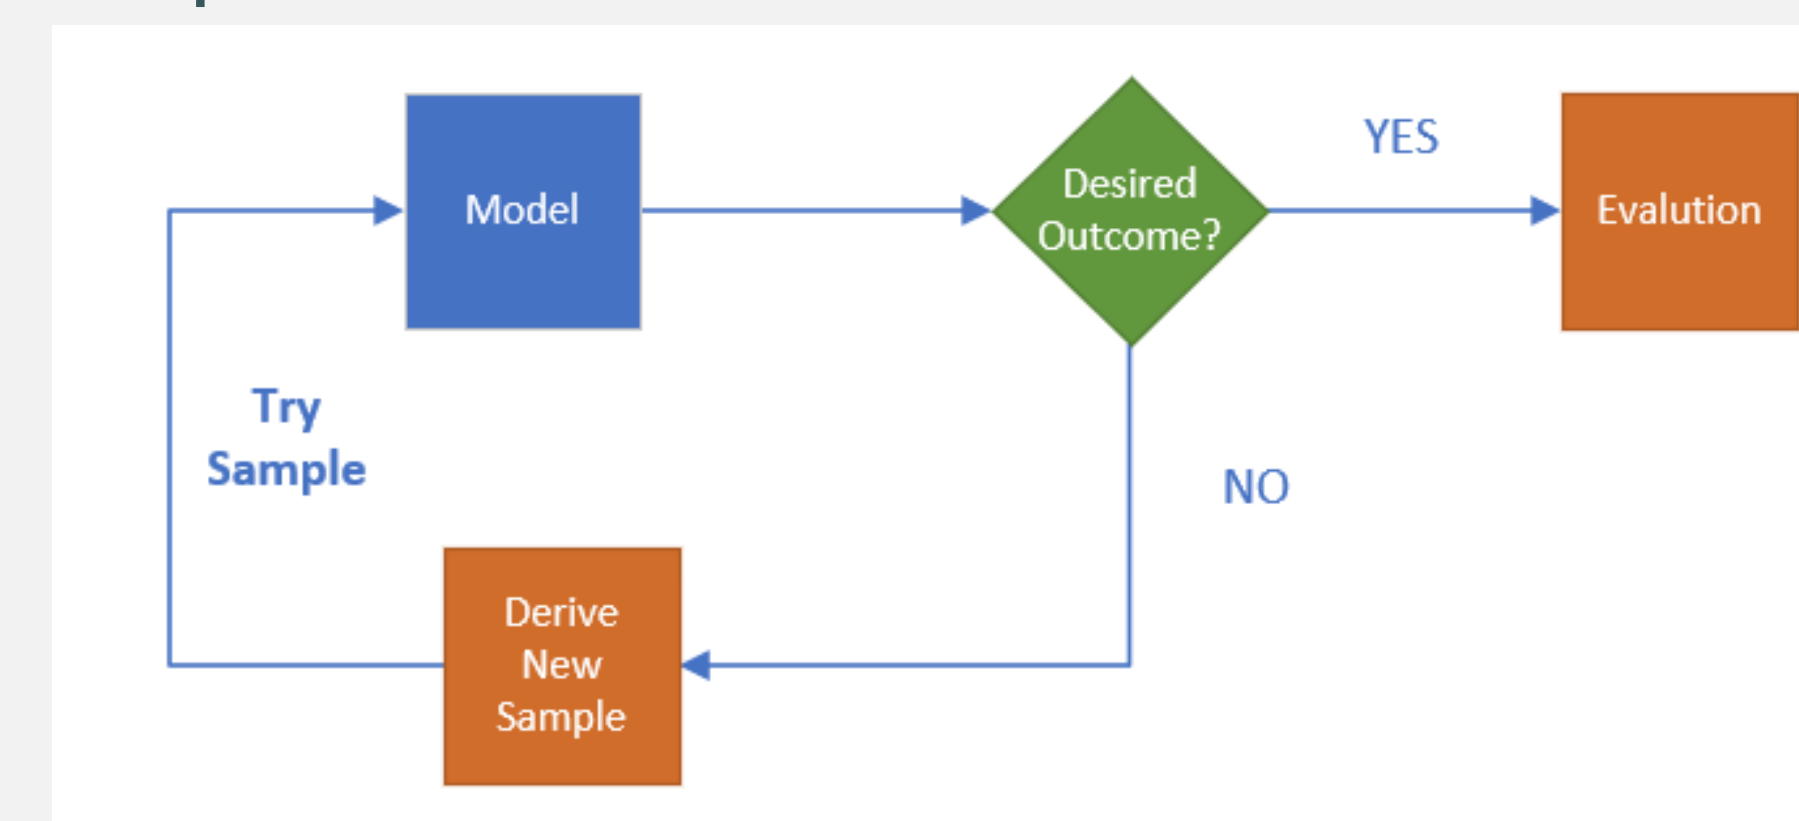 Model
Desired
Outcome?
YES
Evalution
Try
Sample
NO
Derive
New
Sample